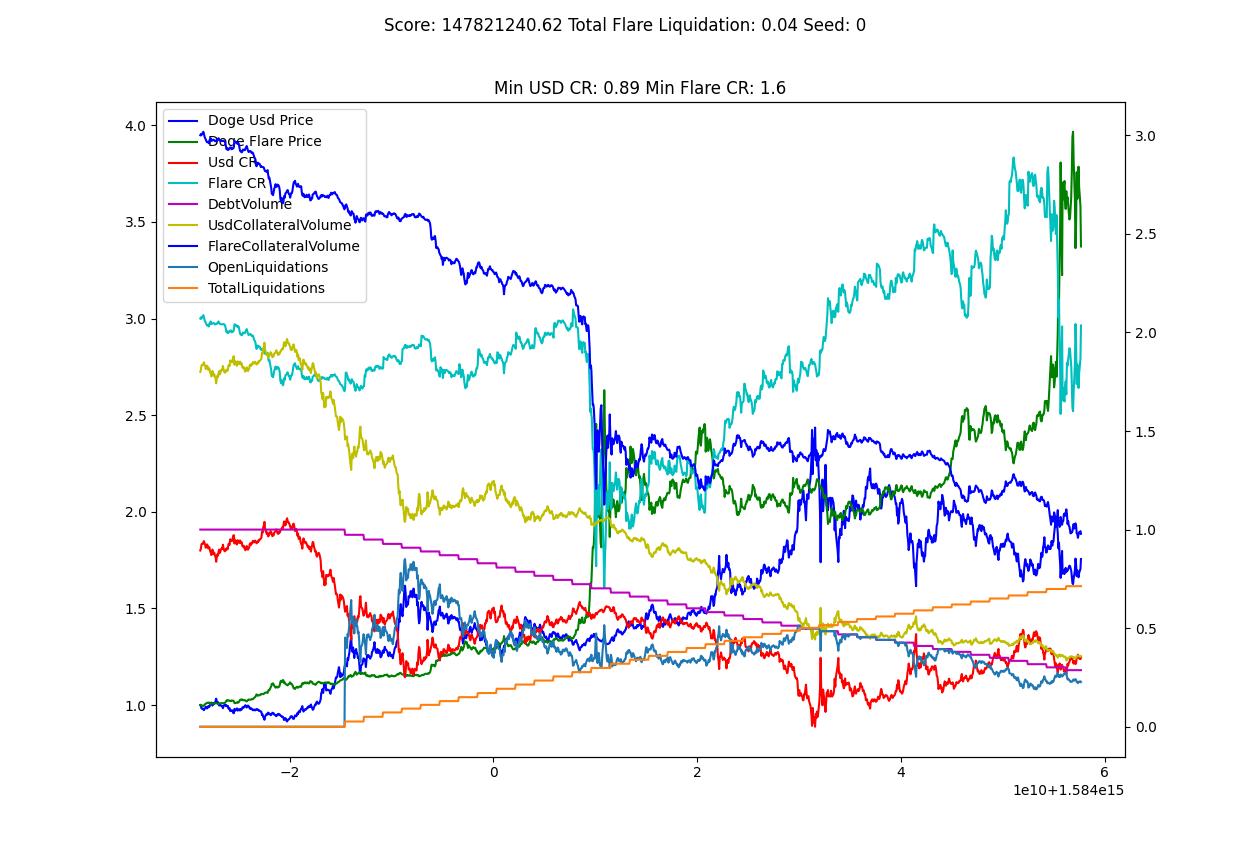 Score: 147821240.62 Total Flare Liquidation: 0.04 Seed: 0
Min USD CR: 0.89 Min Flare CR: 1.6
Doge Usd Price
Doge Flare Price
Usd CR
Flare CR
DebtVolume
UsdCollateralVolume
FlareCollateralVolume
OpenLiquidations
TotalLiquidations
4.0
3.5
3.0
2.5
2.0
1.5
1.0
3.0
2.5
2.0
1.5
1.0
0.5
0.0
−2
0
2
4
6
1e10+1.584e15